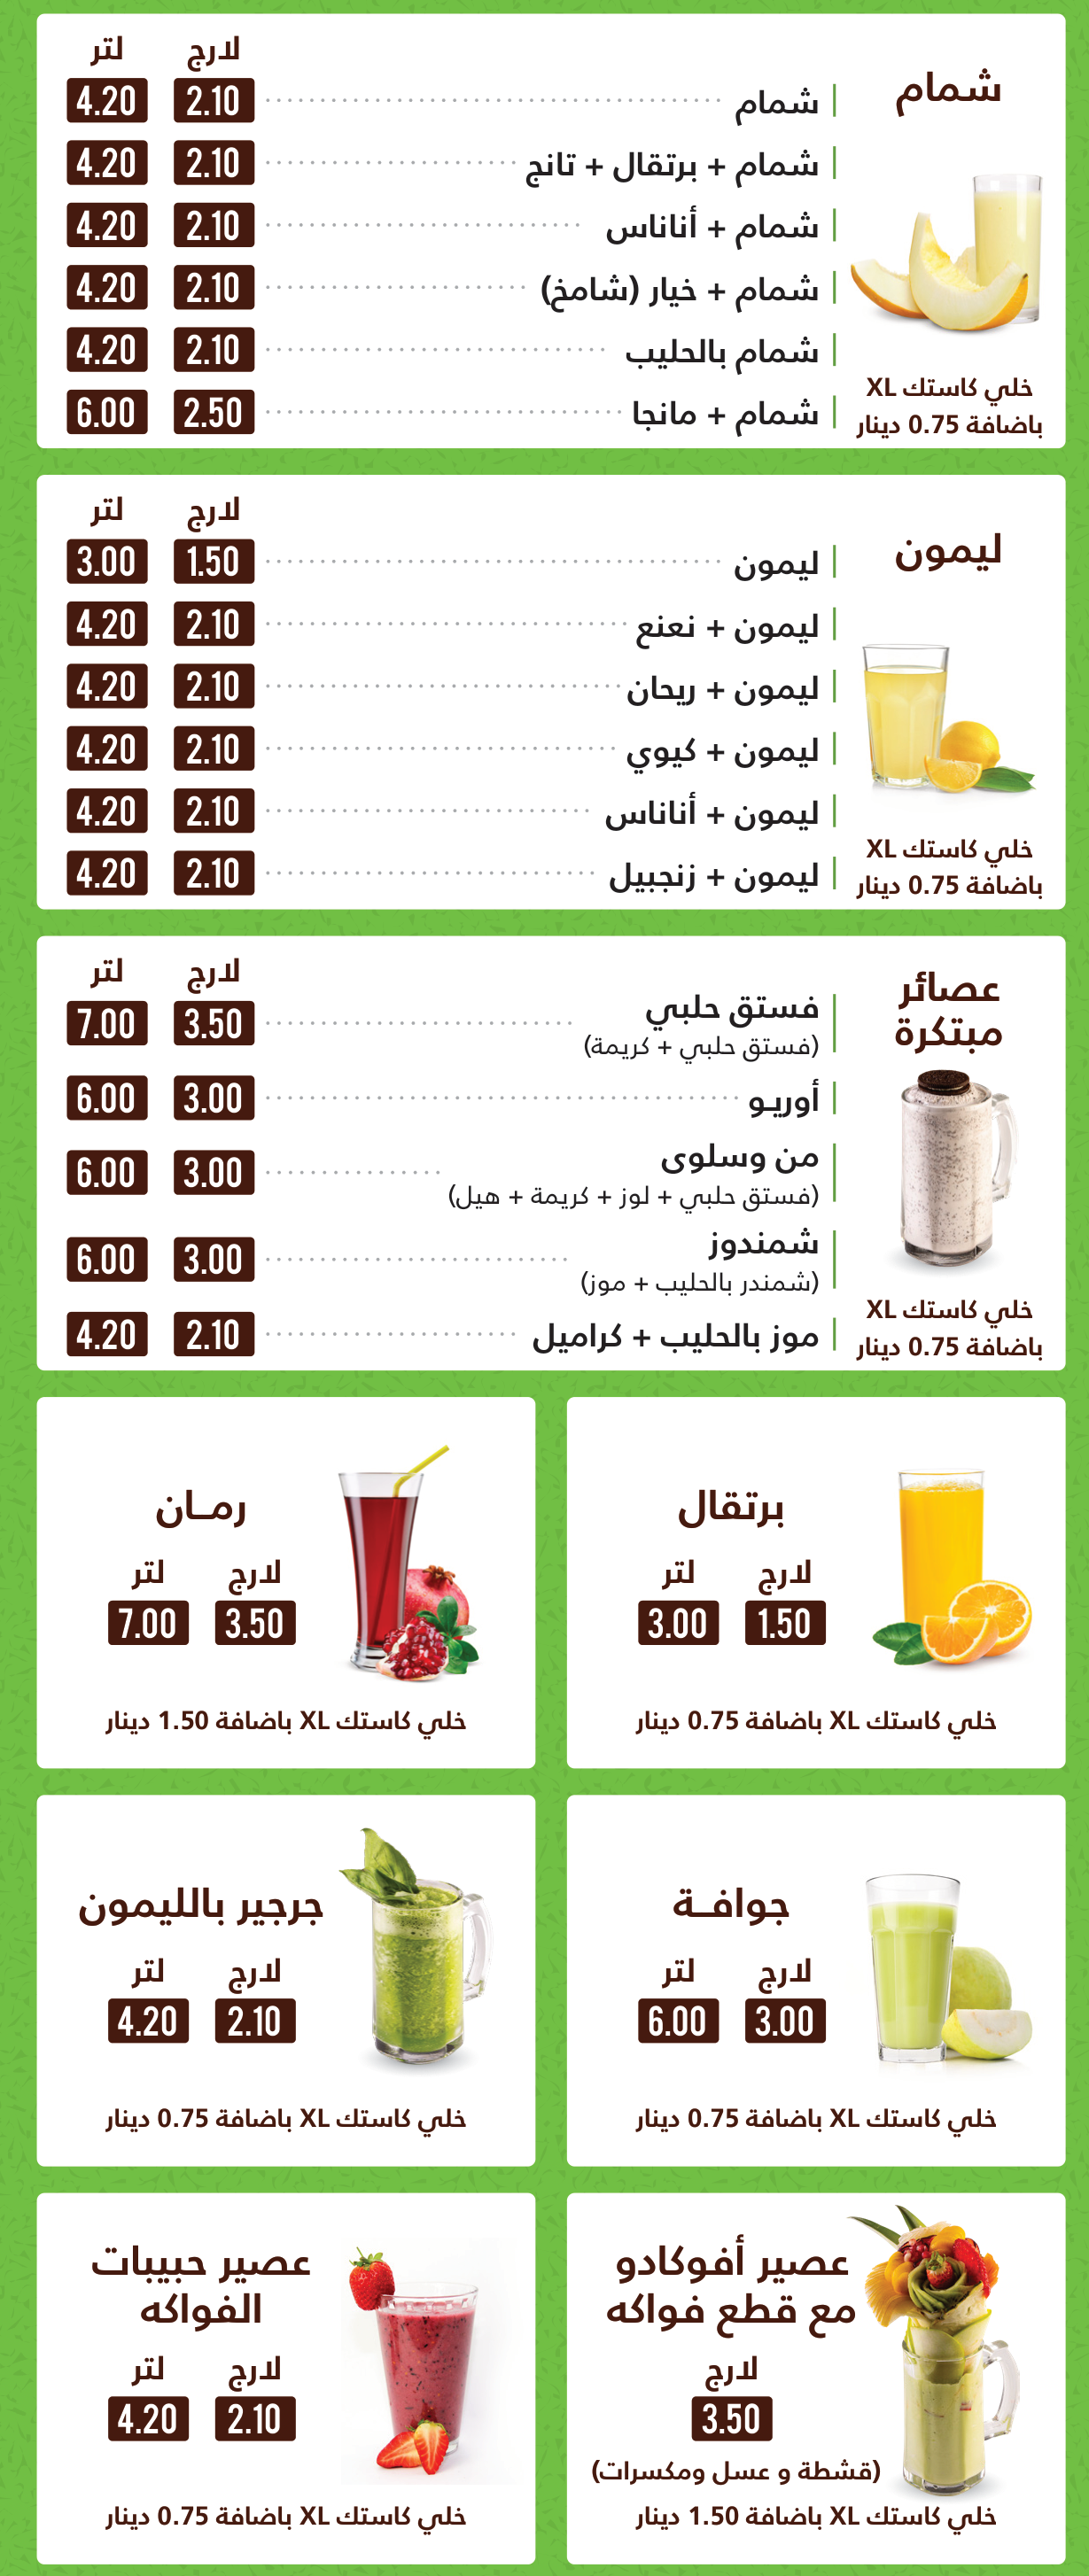 شمام
لارج لتر
شمام 2.10 4.20
شمام + برتقال + تانج 2.10 4.20
شمام + أناناس 2.10 4.20
شمام + خيار (شامخ) 2.10 4.20
شمام بالحليب 2.10 4.20
شمام + مانجا 2.50 6.00
خلي كاستك XL
باضافة 0.75 دينار
ليمون
لارج لتر
ليمون 1.50 3.00
ليمون + نعنع 2.10 4.20
ليمون + ريحان 2.10 4.20
ليمون + كيوي 2.10 4.20
ليمون + أناناس 2.10 4.20
ليمون + زنجبيل 2.10 4.20
خلي كاستك XL
باضافة 0.75 دينار
عصائر
مبتكرة
لارج لتر
فستق حلبي 3.50 7.00
(فستق حلبي + كريمة)
أوريـو 3.00 6.00
من وسلوى 3.00 6.00
(فستق حلبي + لوز + كريمة + هيل)
شمندوز 3.00 6.00
(شمندر بالحليب + موز)
موز بالحليب + كراميل 2.10 4.20
خلي كاستك XL
باضافة 0.75 دينار
برتقال
لارج لتر
1.50 3.00
خلي كاستك XL باضافة 0.75 دينار
رمــان
لارج لتر
3.50 7.00
خلي كاستك XL باضافة 1.50 دينار
جوافــة
لارج لتر
3.00 6.00
خلي كاستك XL باضافة 0.75 دينار
جرجير بالليمون
لارج لتر
2.10 4.20
خلي كاستك XL باضافة 0.75 دينار
عصير أفوكادو
مع قطع فواكه
لارج
3.50
(قشطة و عسل ومكسرات)
خلي كاستك XL باضافة 1.50 دينار
عصير حبيبات
الفواكه
لارج لتر
2.10 4.20
خلي كاستك XL باضافة 0.75 دينار